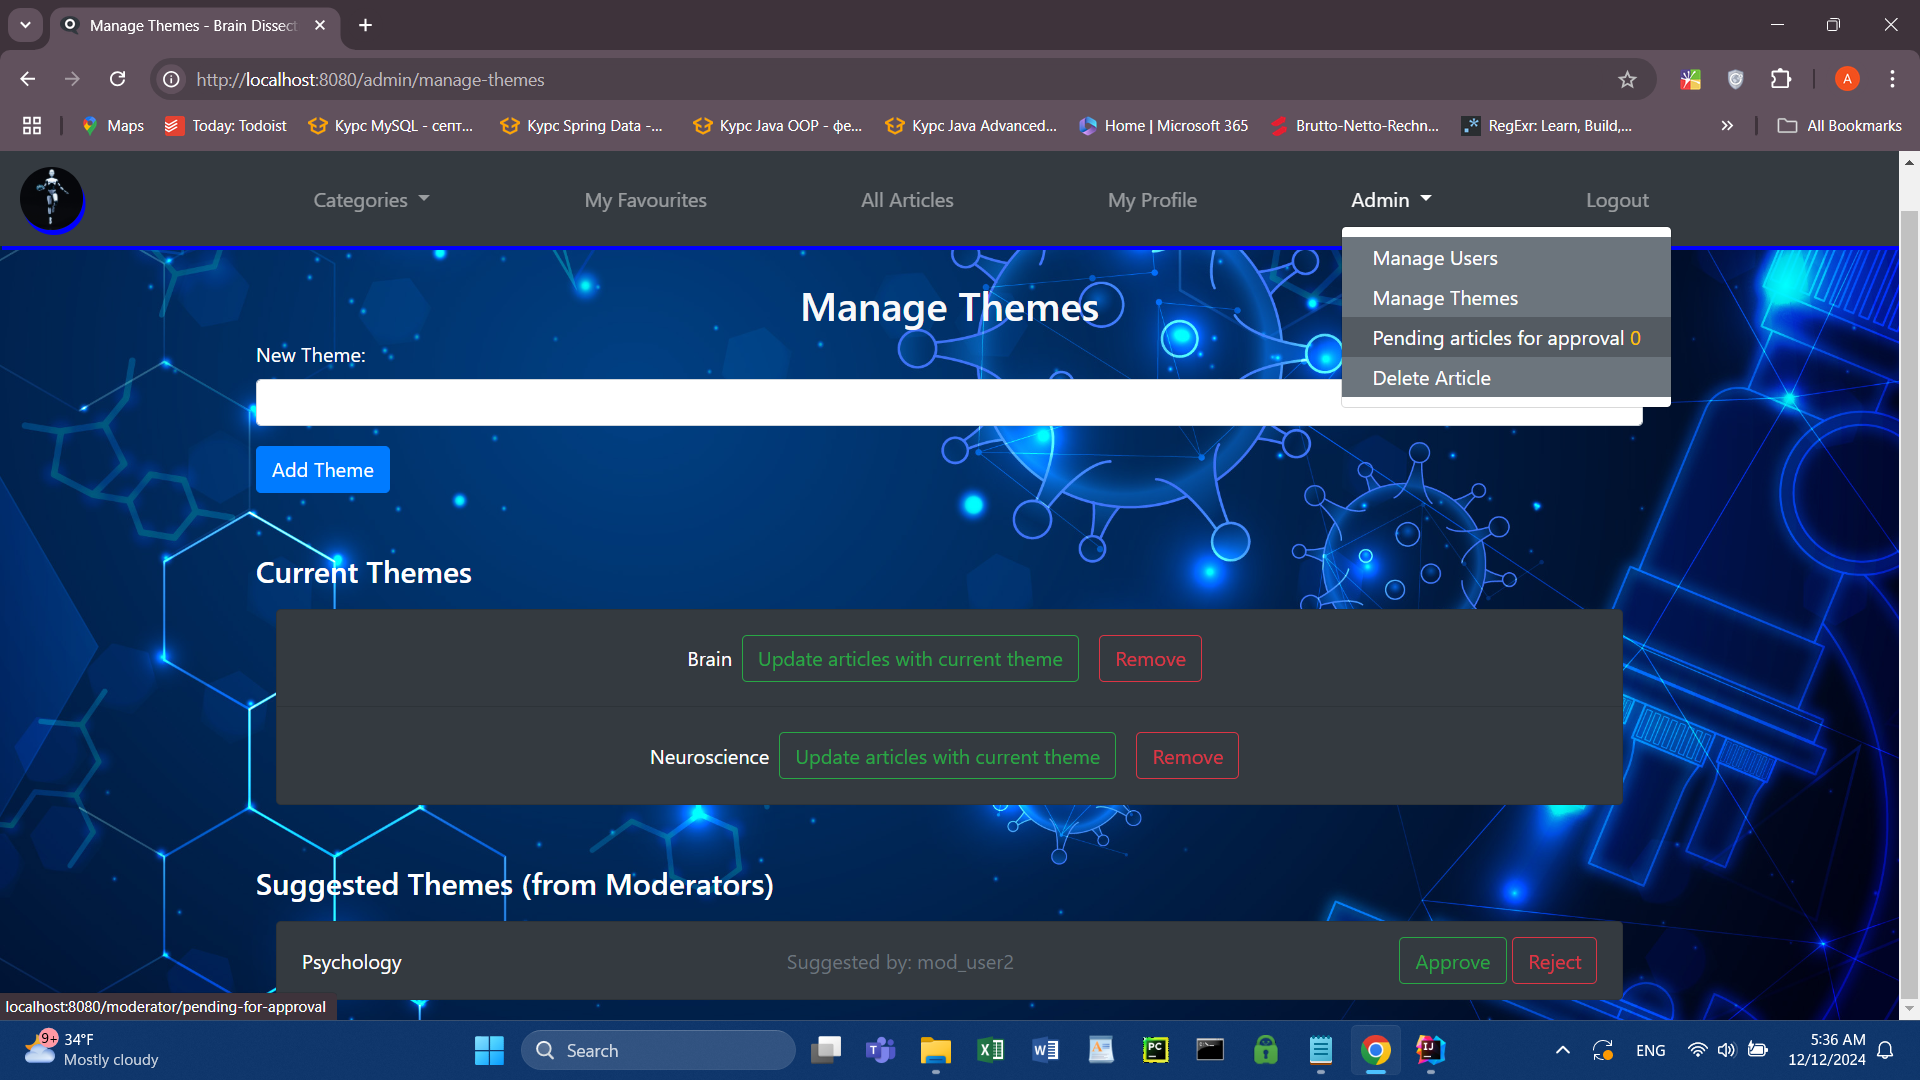 Manage Themes - Brain Dissect
http://localhost:8080/admin/manage-themes
A
Maps
Today: Todoist
Курс MySQL - септ...
Курс Spring Data -...
Курс Java OOP - фе...
Курс Java Advanced...
Home | Microsoft 365
Brutto-Netto-Rechn...
RegExr: Learn, Build,...
All Bookmarks
Categories
My Favourites
All Articles
My Profile
Admin
Logout
Manage Users
Manage Themes
Pending articles for approval 0
Delete Article
Manage Themes
New Theme:
Add Theme
Current Themes
Brain
Update articles with current theme
Remove
Neuroscience
Update articles with current theme
Remove
Suggested Themes (from Moderators)
Psychology
Suggested by: mod_user2
Approve
Reject
localhost:8080/moderator/pending-for-approval
9+
34°F
Mostly cloudy
Search
PC
IJ
ENG
5:36 AM
12/12/2024